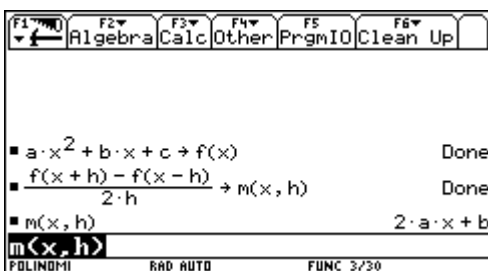 F1 F2 F3 F4 F5 F6
Algebra Calc Other PrgmIO Clean Up
▪ a·x² + b·x + c → f(x) Done
▪ (f(x + h) − f(x − h))/(2·h) → m(x, h) Done
▪ m(x, h) 2·a·x + b
m(x,h)
POLINOMI RAD AUTO FUNC 3/30